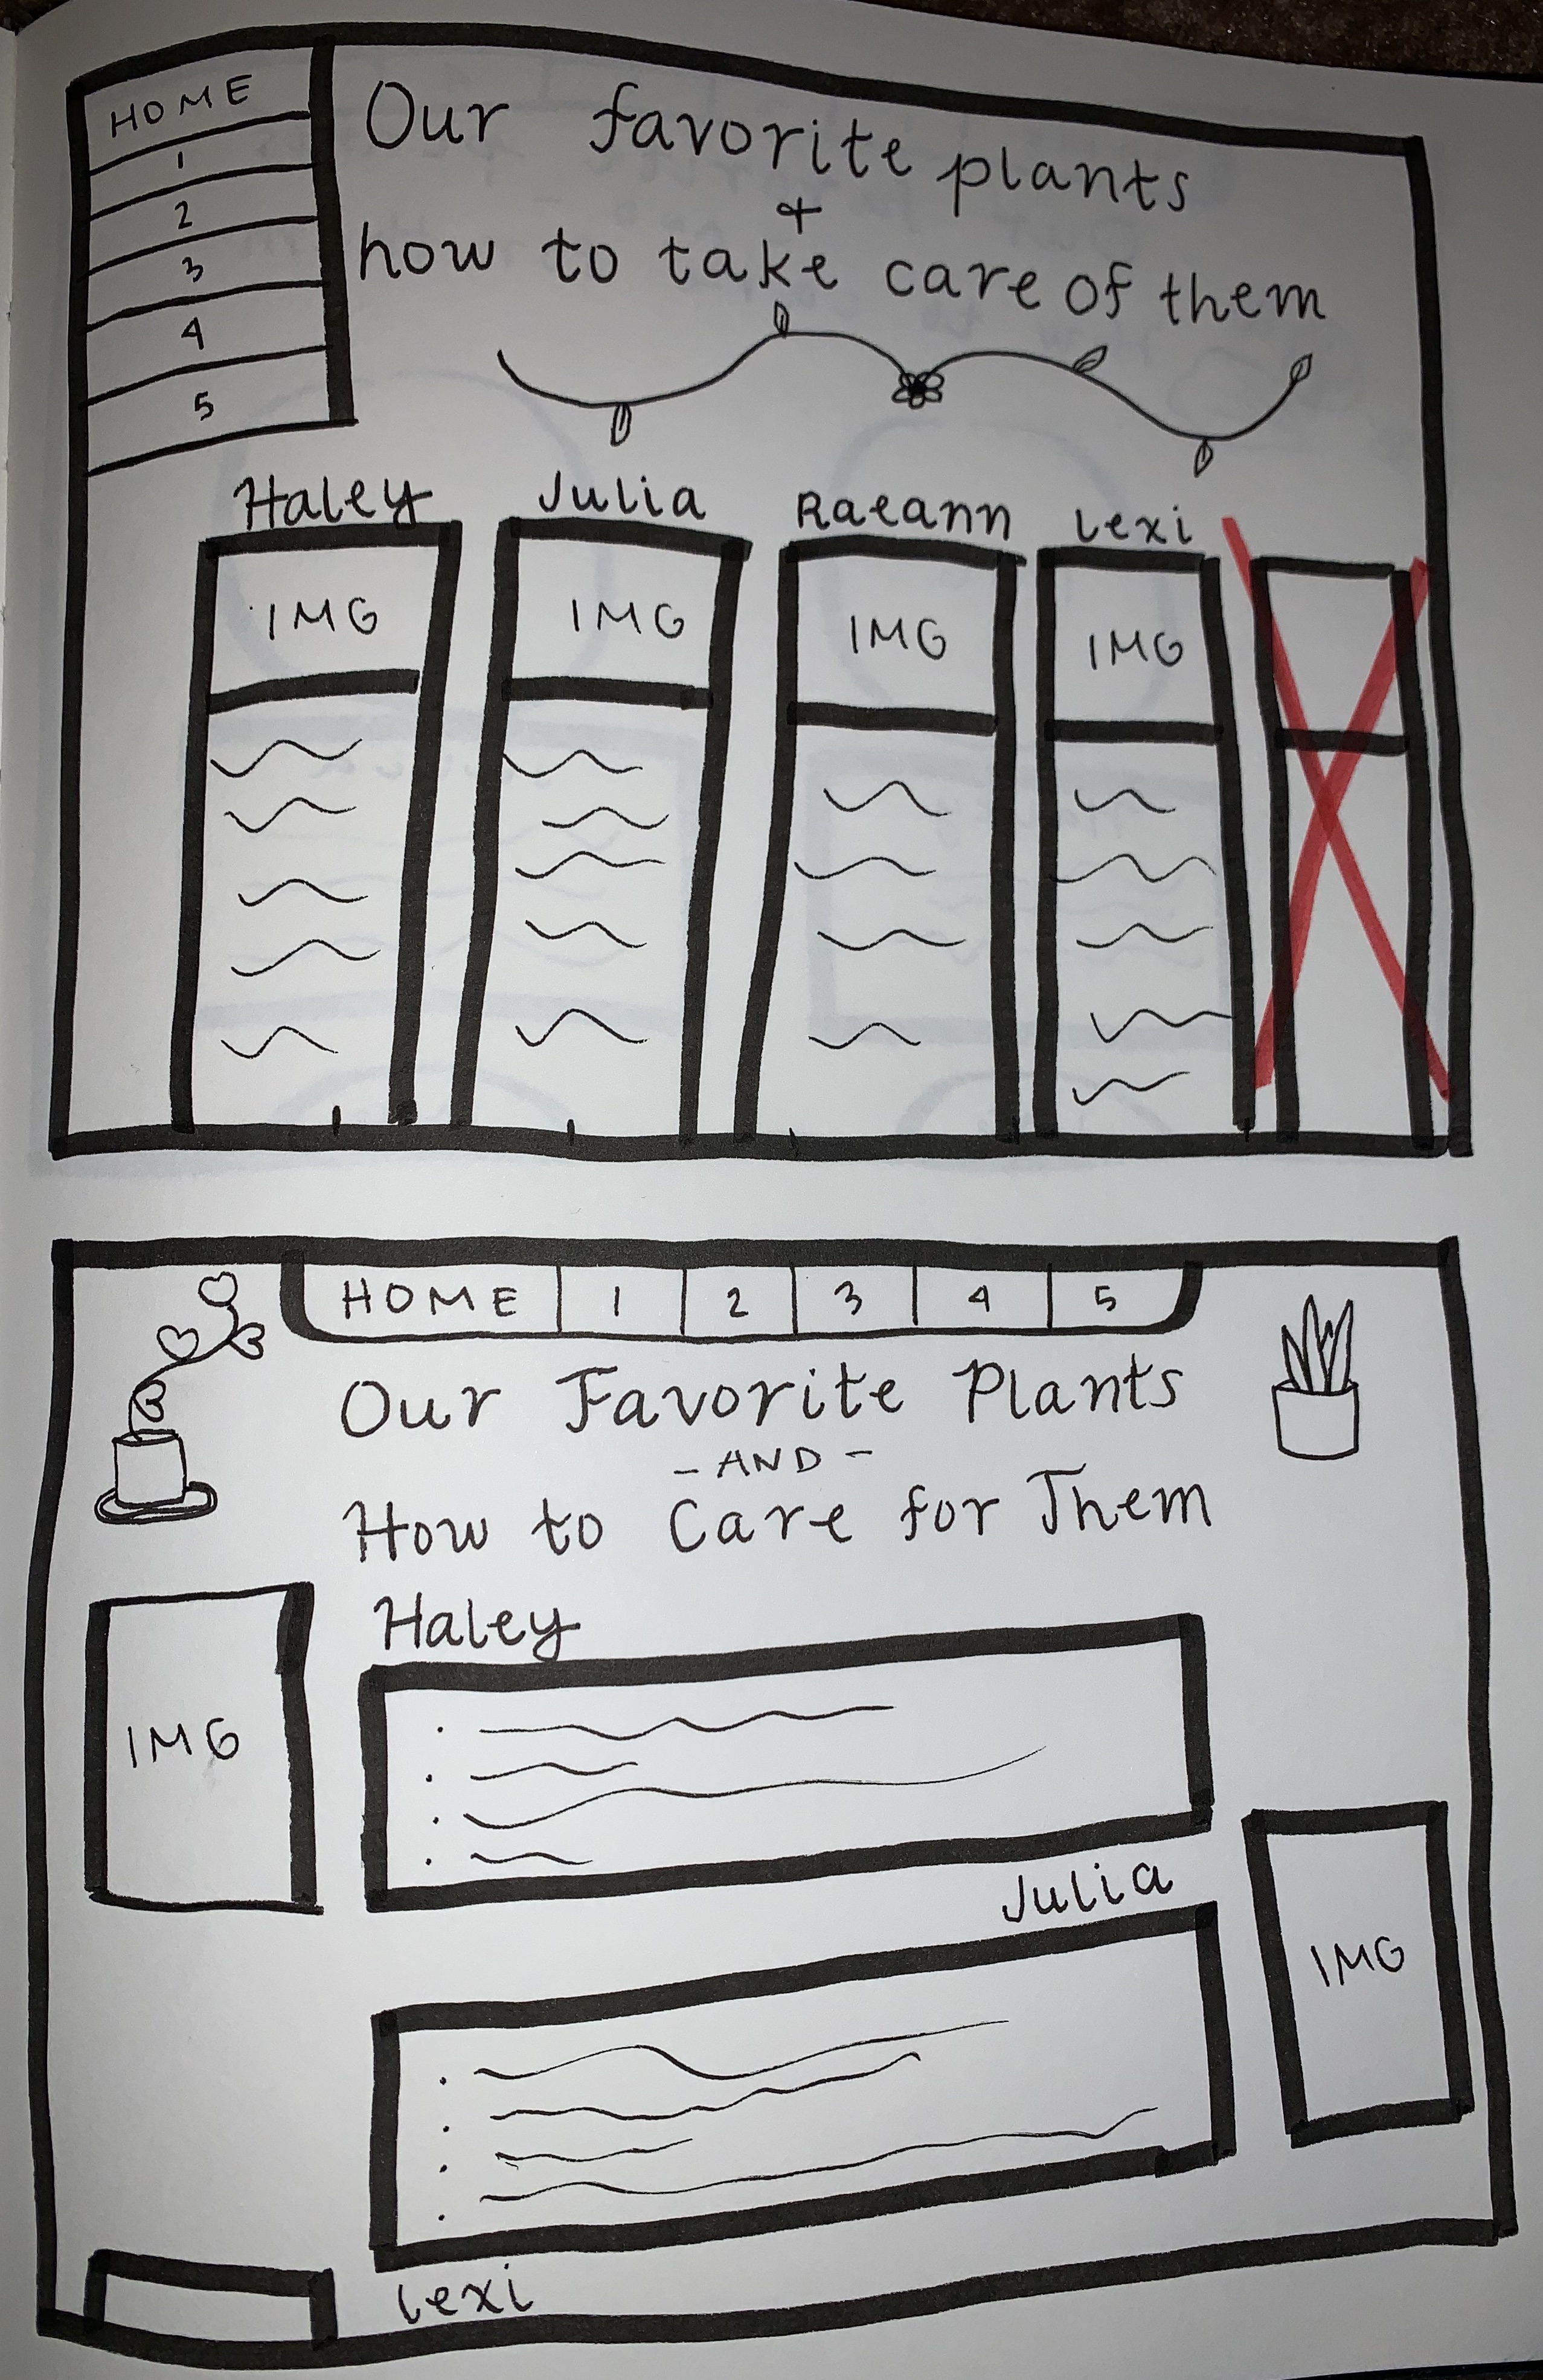 HOME
1
2
3
4
5
Our favorite plants
+
how to take care of them
Haley Julia Raeann Lexi
IMG IMG IMG IMG
HOME 1 2 3 4 5
Our Favorite Plants
- AND -
How to Care for Them
Haley
IMG
Julia
IMG
Lexi